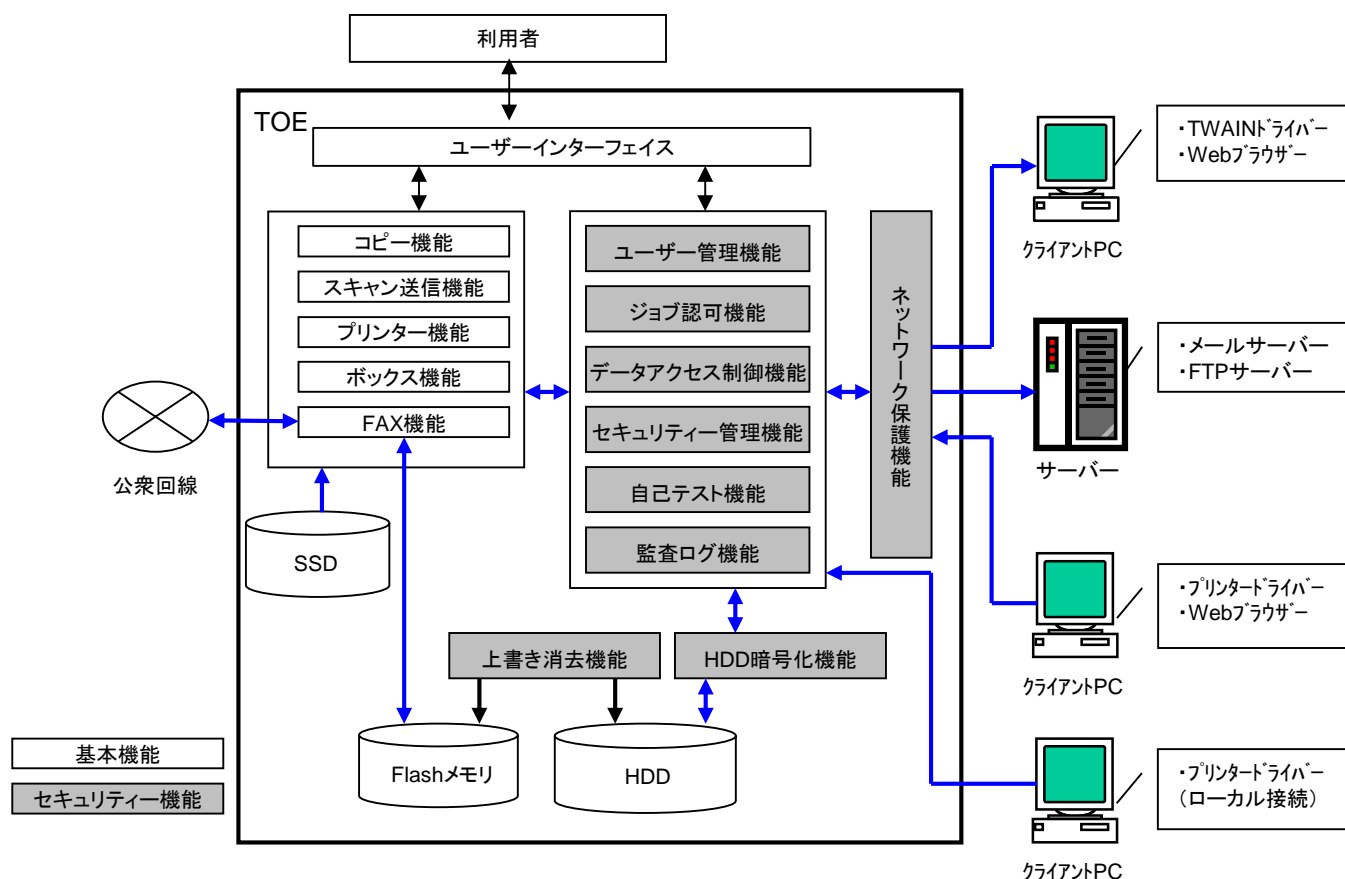 利用者
TOE
ユーザーインターフェイス
コピー機能
スキャン送信機能
プリンター機能
ボックス機能
FAX機能
ユーザー管理機能
ジョブ認可機能
データアクセス制御機能
セキュリティー管理機能
自己テスト機能
監査ログ機能
ネットワーク保護機能
公衆回線
SSD
上書き消去機能
HDD暗号化機能
Flashメモリ
HDD
基本機能
セキュリティー機能
・TWAINドライバー
・Webブラウザー
クライアントPC
・メールサーバー
・FTPサーバー
サーバー
・プリンタードライバー
・Webブラウザー
クライアントPC
・プリンタードライバー
（ローカル接続）
クライアントPC